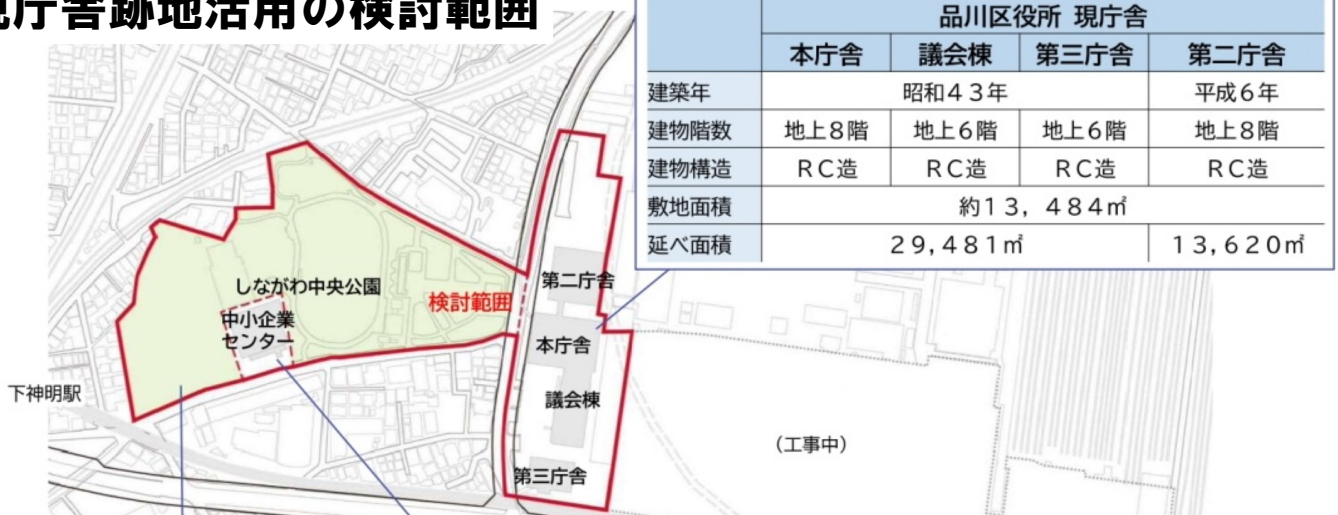 現庁舎跡地活用の検討範囲
品川区役所 現庁舎
本庁舎 議会棟 第三庁舎 第二庁舎
建築年 昭和43年 平成6年
建物階数 地上8階 地上6階 地上6階 地上8階
建物構造 RC造 RC造 RC造 RC造
敷地面積 約13,484㎡
延べ面積 29,481㎡ 13,620㎡
しながわ中央公園
中小企業
センター
検討範囲
第二庁舎
本庁舎
議会棟
第三庁舎
下神明駅
(工事中)